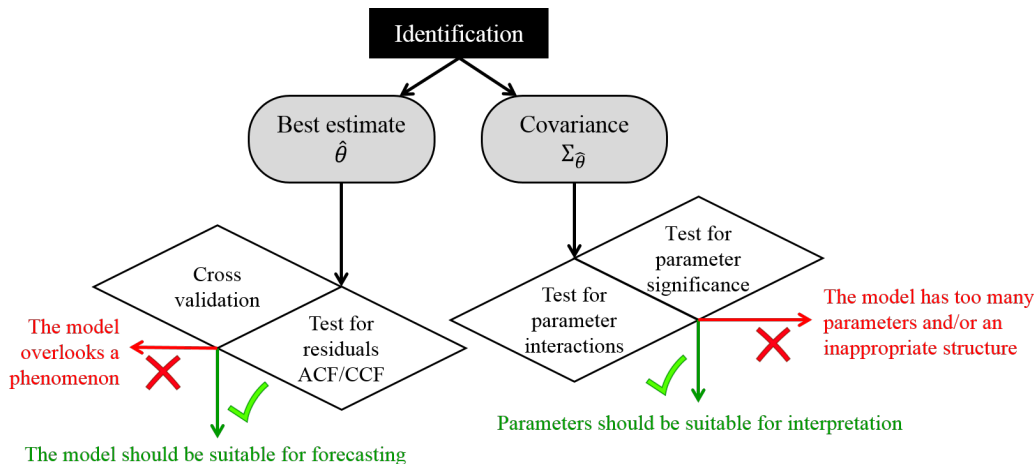 Identification
Best estimate
θ̂
Covariance
Σ_θ̂
Cross
validation
Test for
residuals
ACF/CCF
Test for
parameter
significance
Test for
parameter
interactions
The model
overlooks a
phenomenon
The model has too many
parameters and/or an
inappropriate structure
The model should be suitable for forecasting
Parameters should be suitable for interpretation